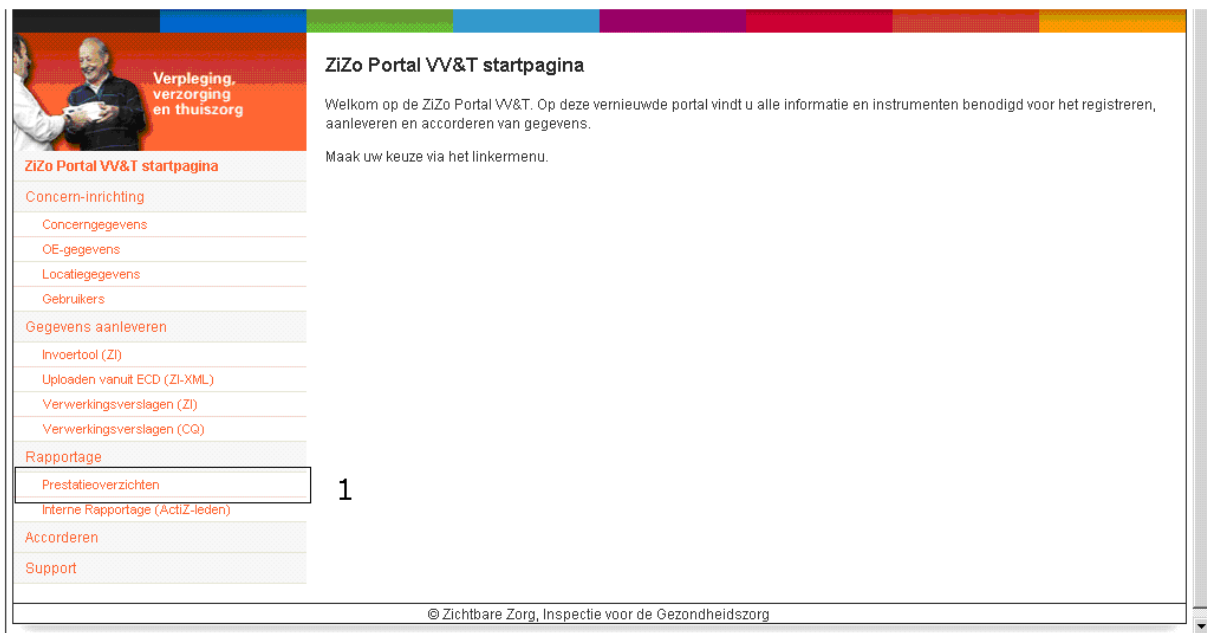 Verpleging,
verzorging
en thuiszorg
ZiZo Portal VV&T startpagina
Concern-inrichting
Concerngegevens
OE-gegevens
Locatiegegevens
Gebruikers
Gegevens aanleveren
Invoertool (ZI)
Uploaden vanuit ECD (ZI-XML)
Verwerkingsverslagen (ZI)
Verwerkingsverslagen (CQ)
Rapportage
Prestatieoverzichten
Interne Rapportage (ActiZ-leden)
Accorderen
Support
ZiZo Portal VV&T startpagina
Welkom op de ZiZo Portal VV&T. Op deze vernieuwde portal vindt u alle informatie en instrumenten benodigd voor het registreren,
aanleveren en accorderen van gegevens.
Maak uw keuze via het linkermenu.
1
© Zichtbare Zorg, Inspectie voor de Gezondheidszorg